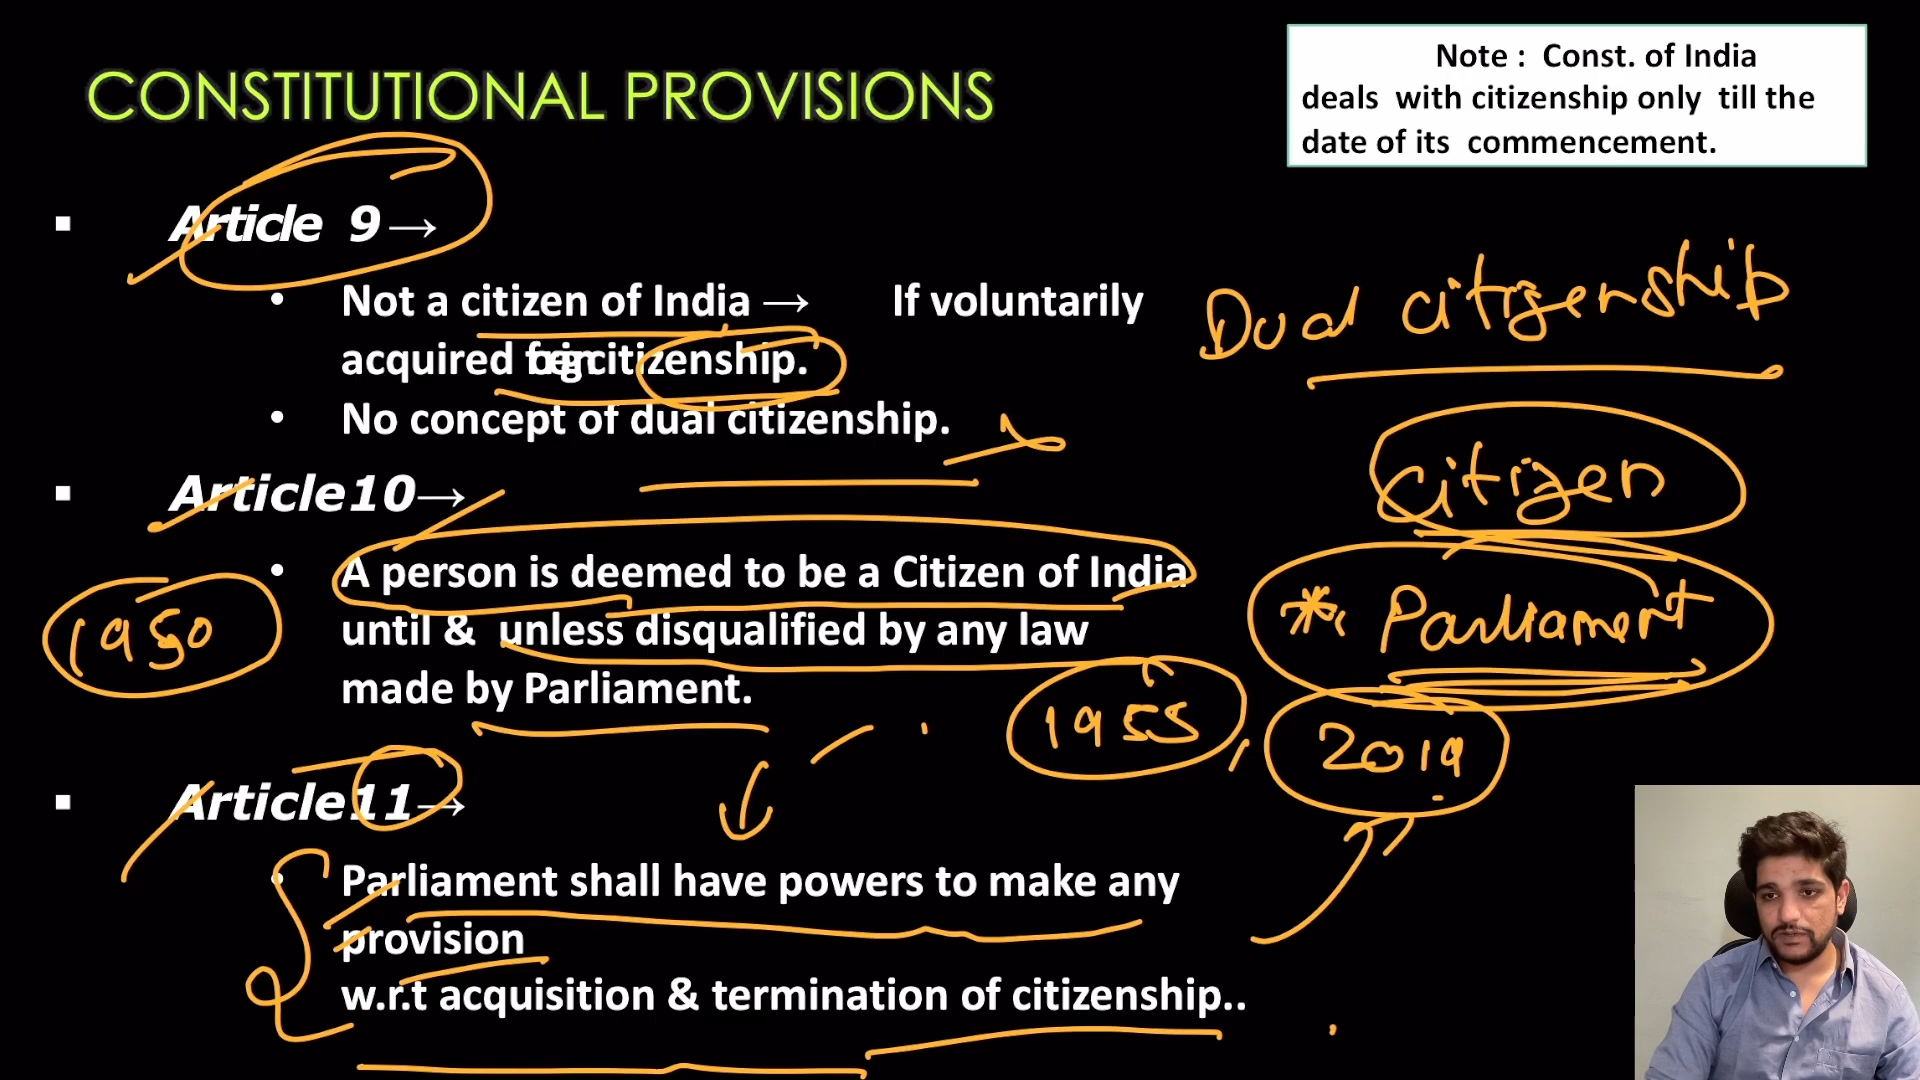 CONSTITUTIONAL PROVISIONS
Note : Const. of India
deals with citizenship only till the
date of its commencement.
Article 9→
Not a citizen of India → If voluntarily
acquired foreign citizenship.
No concept of dual citizenship.
Dual citizenship
citizen
Article10→
A person is deemed to be a Citizen of India
until & unless disqualified by any law
made by Parliament.
1950
* Parliament
1955, 2019
Article11→
Parliament shall have powers to make any
provision
w.r.t acquisition & termination of citizenship..